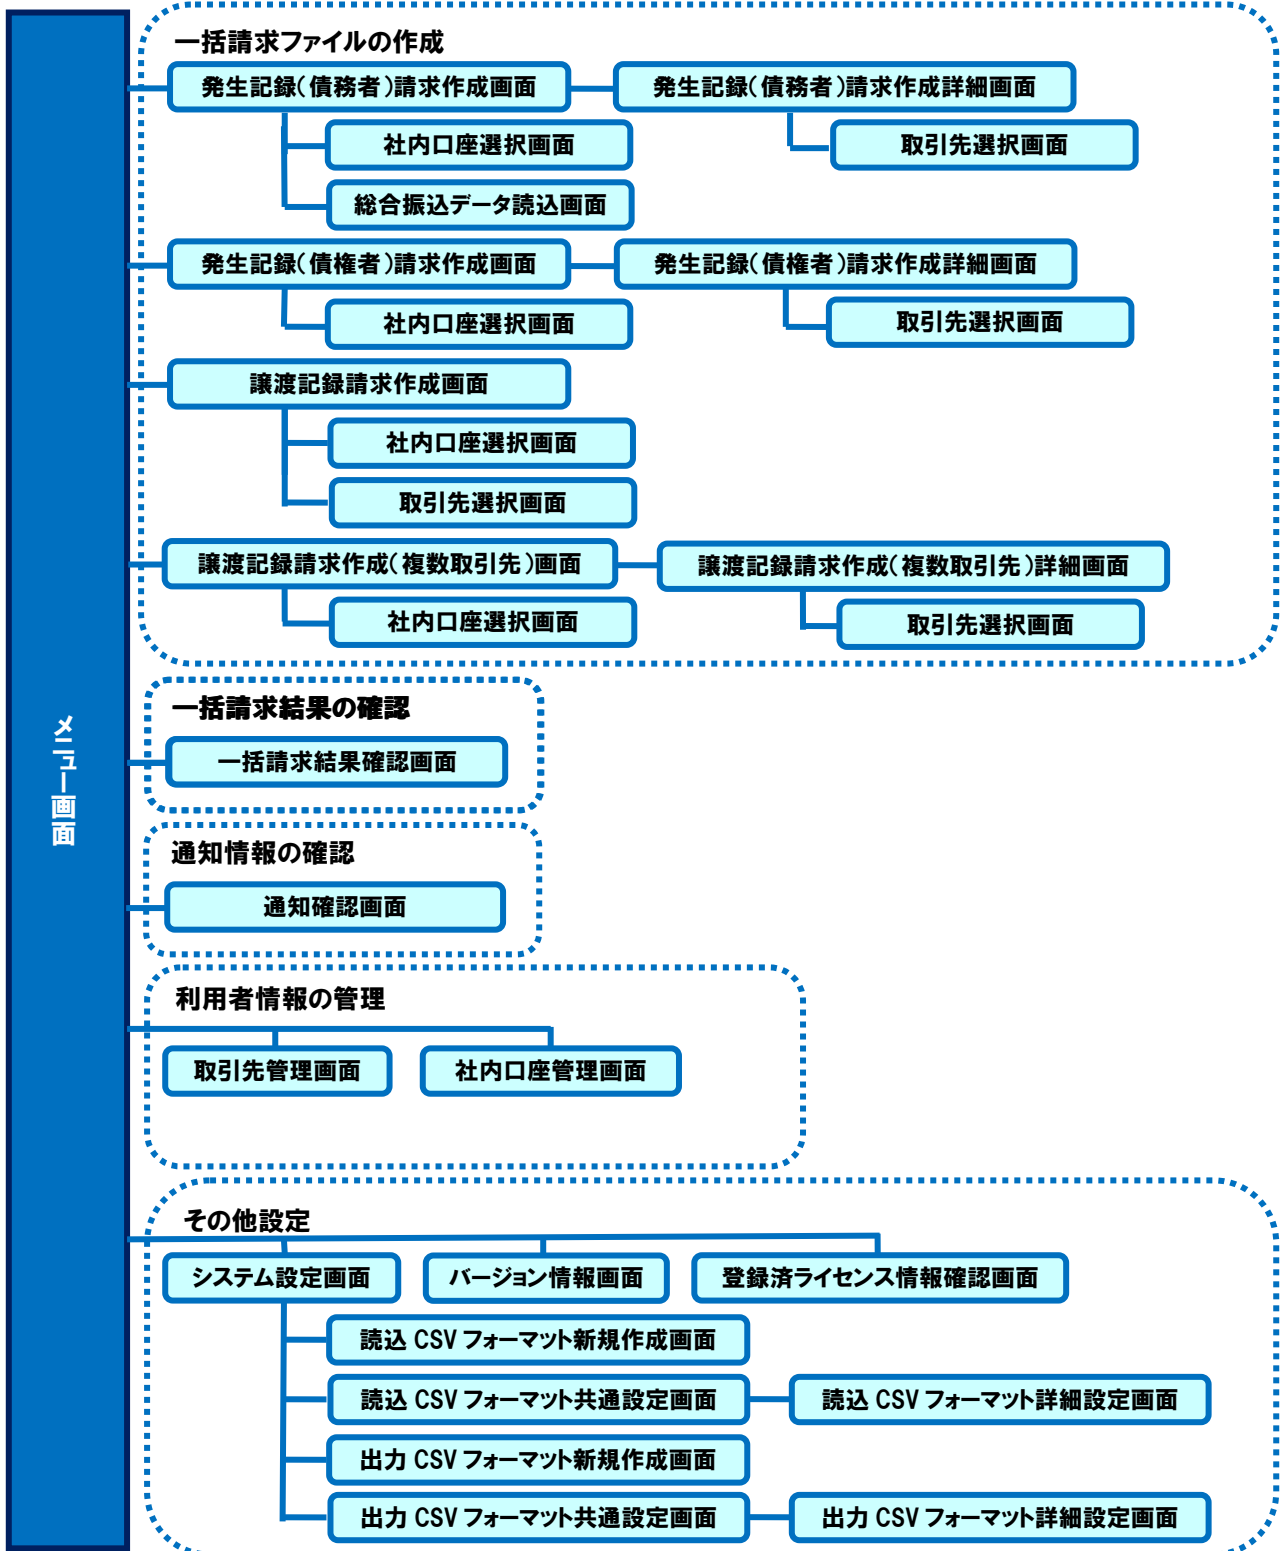 メニュー画面
一括請求ファイルの作成
発生記録（債務者）請求作成画面
発生記録（債務者）請求作成詳細画面
社内口座選択画面
取引先選択画面
総合振込データ読込画面
発生記録（債権者）請求作成画面
発生記録（債権者）請求作成詳細画面
社内口座選択画面
取引先選択画面
譲渡記録請求作成画面
社内口座選択画面
取引先選択画面
譲渡記録請求作成（複数取引先）画面
譲渡記録請求作成（複数取引先）詳細画面
社内口座選択画面
取引先選択画面
一括請求結果の確認
一括請求結果確認画面
通知情報の確認
通知確認画面
利用者情報の管理
取引先管理画面
社内口座管理画面
その他設定
システム設定画面
バージョン情報画面
登録済ライセンス情報確認画面
読込 CSV フォーマット新規作成画面
読込 CSV フォーマット共通設定画面
読込 CSV フォーマット詳細設定画面
出力 CSV フォーマット新規作成画面
出力 CSV フォーマット共通設定画面
出力 CSV フォーマット詳細設定画面